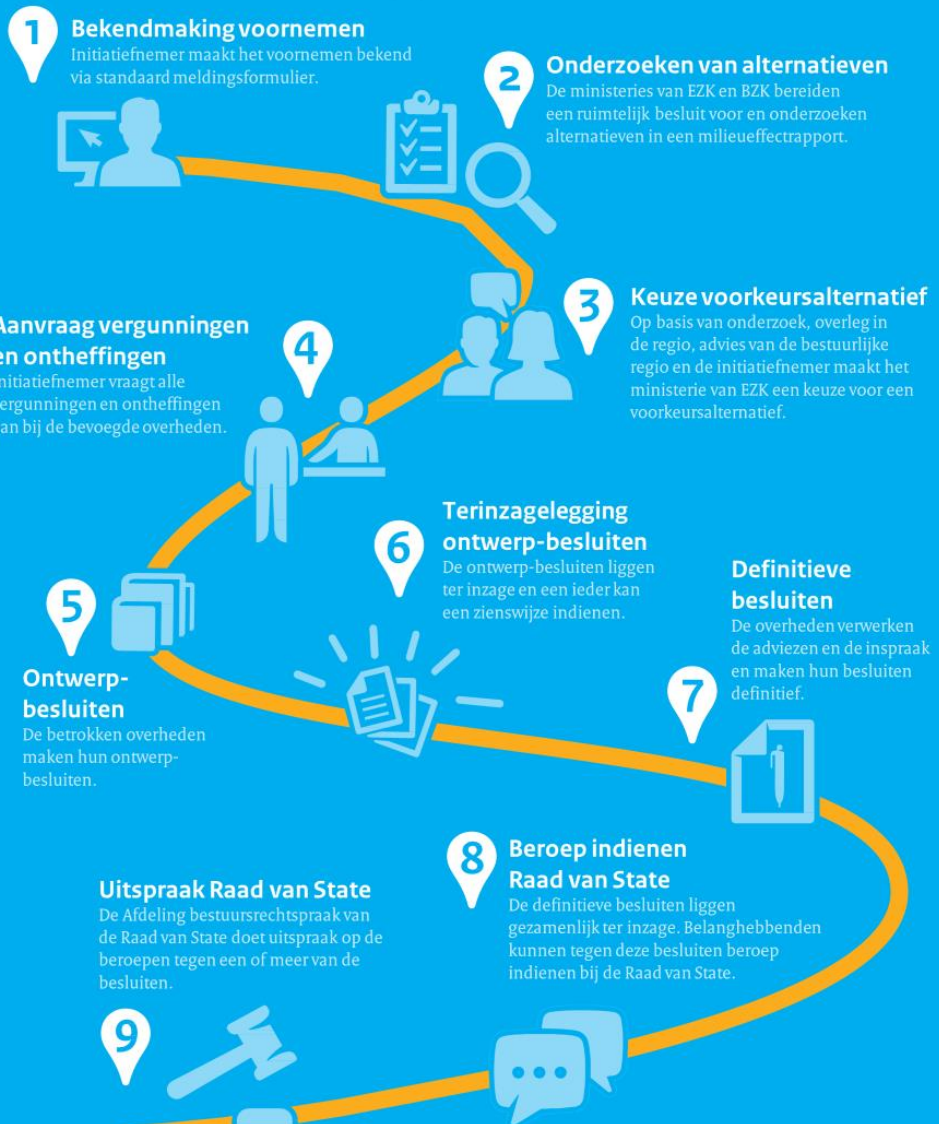 1
Bekendmaking voornemen
Initiatiefnemer maakt het voornemen bekend
via standaard meldingsformulier.
2
Onderzoeken van alternatieven
De ministeries van EZK en BZK bereiden
een ruimtelijk besluit voor en onderzoeken
alternatieven in een milieueffectrapport.
3
Keuze voorkeursalternatief
Op basis van onderzoek, overleg in
de regio, advies van de bestuurlijke
regio en de initiatiefnemer maakt het
ministerie van EZK een keuze voor een
voorkeursalternatief.
4
Aanvraag vergunningen
en ontheffingen
nitiatiefnemer vraagt alle
ergunningen en ontheffingen
an bij de bevoegde overheden.
5
Ontwerp-
besluiten
De betrokken overheden
maken hun ontwerp-
besluiten.
6
Terinzagelegging
ontwerp-besluiten
De ontwerp-besluiten liggen
ter inzage en een ieder kan
een zienswijze indienen.
7
Definitieve
besluiten
De overheden verwerken
de adviezen en de inspraak
en maken hun besluiten
definitief.
8
Beroep indienen
Raad van State
De definitieve besluiten liggen
gezamenlijk ter inzage. Belanghebbenden
kunnen tegen deze besluiten beroep
indienen bij de Raad van State.
9
Uitspraak Raad van State
De Afdeling bestuursrechtspraak van
de Raad van State doet uitspraak op de
beroepen tegen een of meer van de
besluiten.